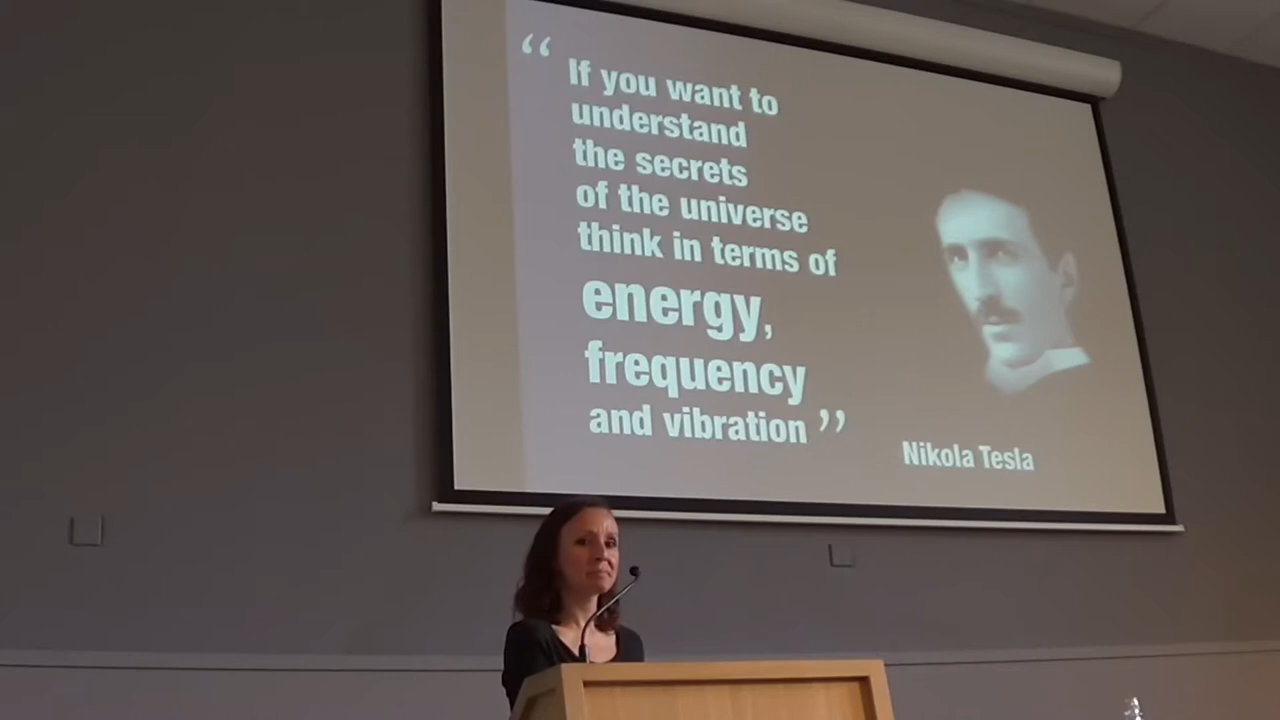 “ If you want to
understand
the secrets
of the universe
think in terms of
energy,
frequency
and vibration ”
Nikola Tesla